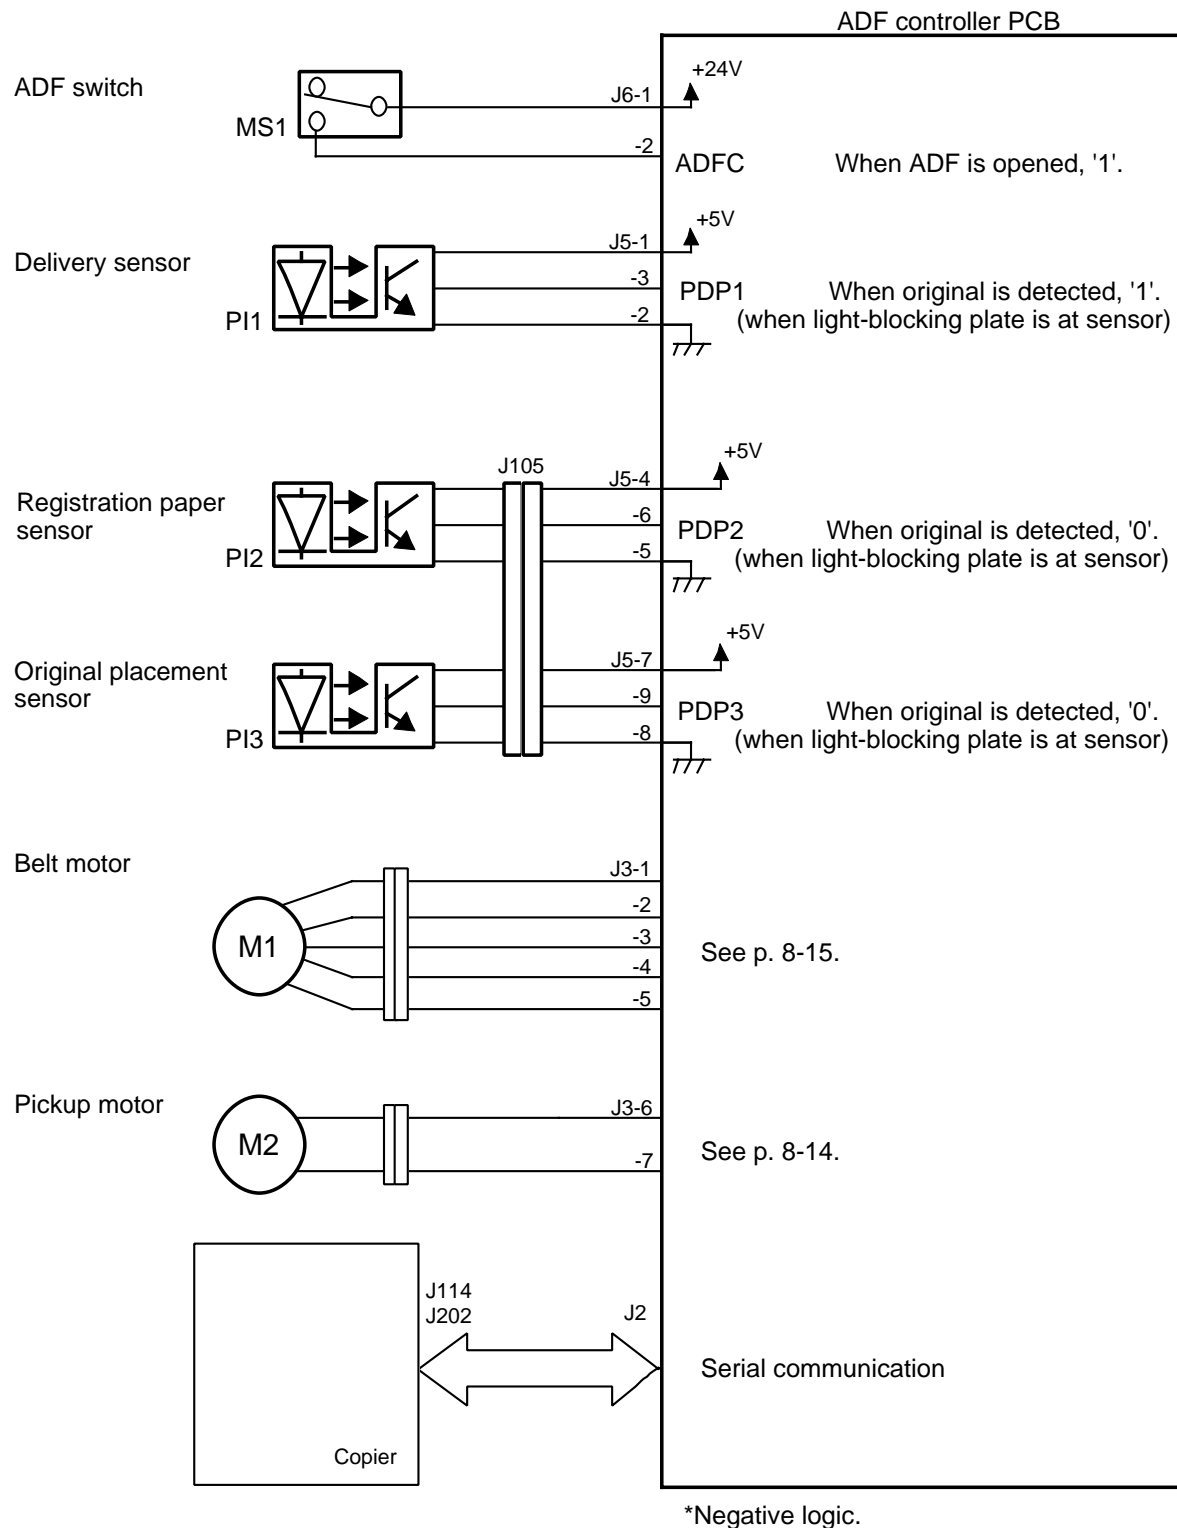 ADF controller PCB
ADF switch
MS1
J6-1
+24V
-2
ADFC
When ADF is opened, '1'.
Delivery sensor
PI1
J5-1
+5V
-3
PDP1
When original is detected, '1'.
-2
(when light-blocking plate is at sensor)
Registration paper
sensor
PI2
J105
J5-4
+5V
-6
PDP2
When original is detected, '0'.
-5
(when light-blocking plate is at sensor)
Original placement
sensor
PI3
J5-7
+5V
-9
PDP3
When original is detected, '0'.
-8
(when light-blocking plate is at sensor)
Belt motor
M1
J3-1
-2
-3
-4
-5
See p. 8-15.
Pickup motor
M2
J3-6
-7
See p. 8-14.
J114
J202
J2
Serial communication
Copier
*Negative logic.